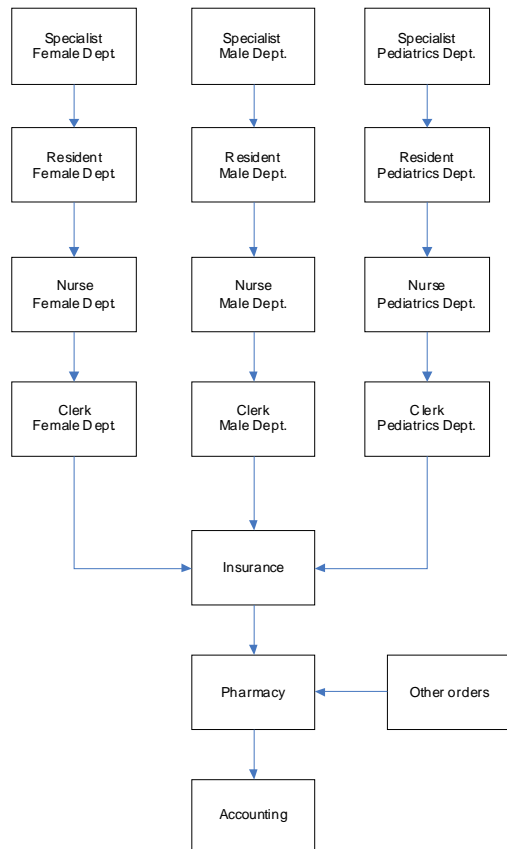 Specialist
Female Dept.
Specialist
Male Dept.
Specialist
Pediatrics Dept.
Resident
Female Dept.
Resident
Male Dept.
Resident
Pediatrics Dept.
Nurse
Female Dept.
Nurse
Male Dept.
Nurse
Pediatrics Dept.
Clerk
Female Dept.
Clerk
Male Dept.
Clerk
Pediatrics Dept.
Insurance
Pharmacy
Other orders
Accounting